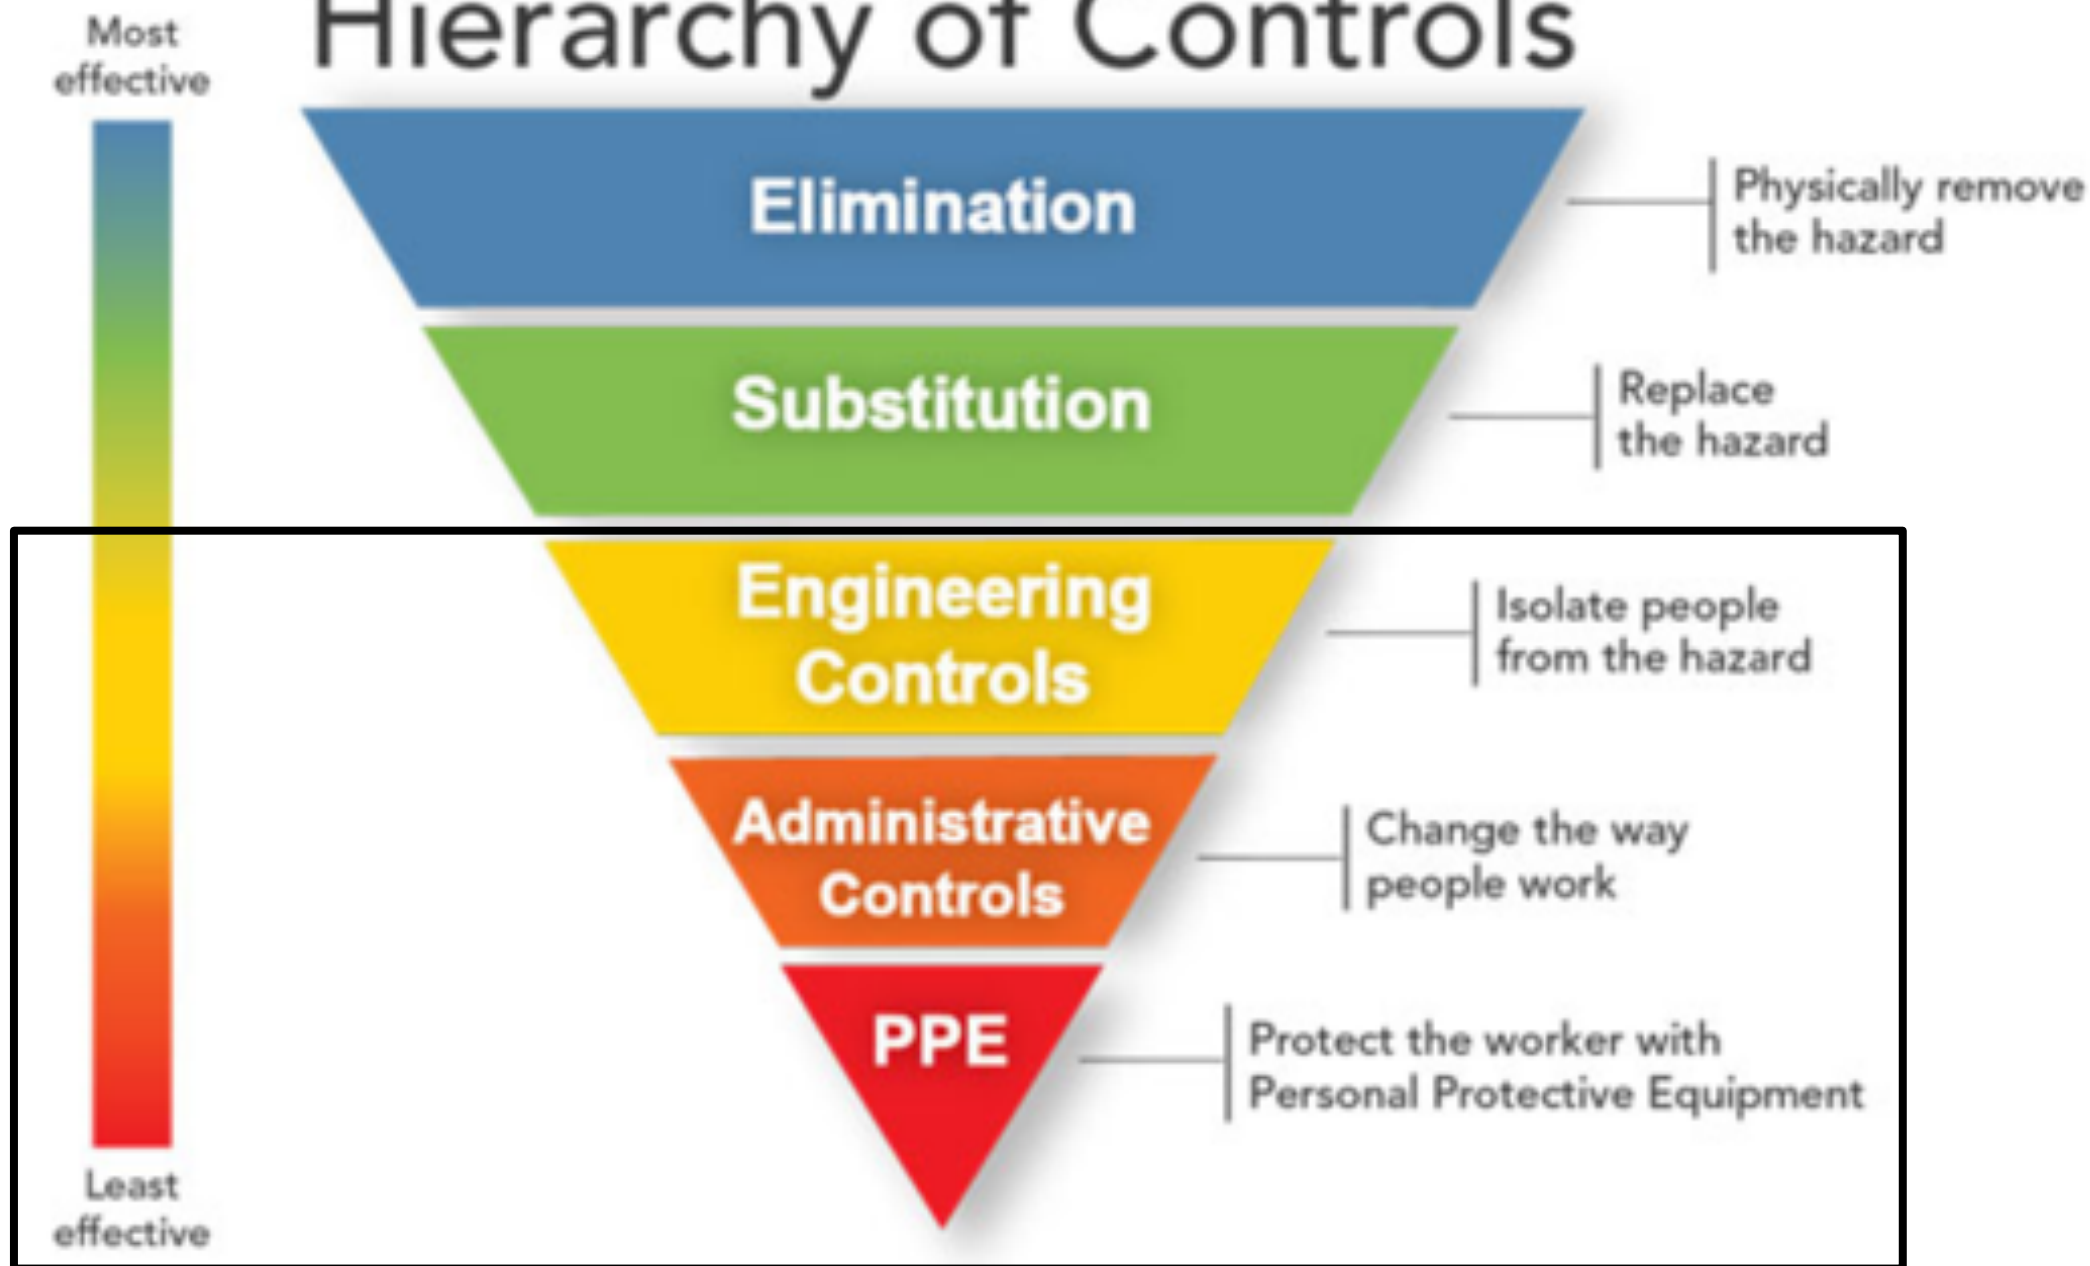 Hierarchy of Controls
Most
effective
Elimination
Physically remove
the hazard
Substitution
Replace
the hazard
Engineering
Controls
Isolate people
from the hazard
Administrative
Controls
Change the way
people work
PPE
Protect the worker with
Personal Protective Equipment
Least
effective